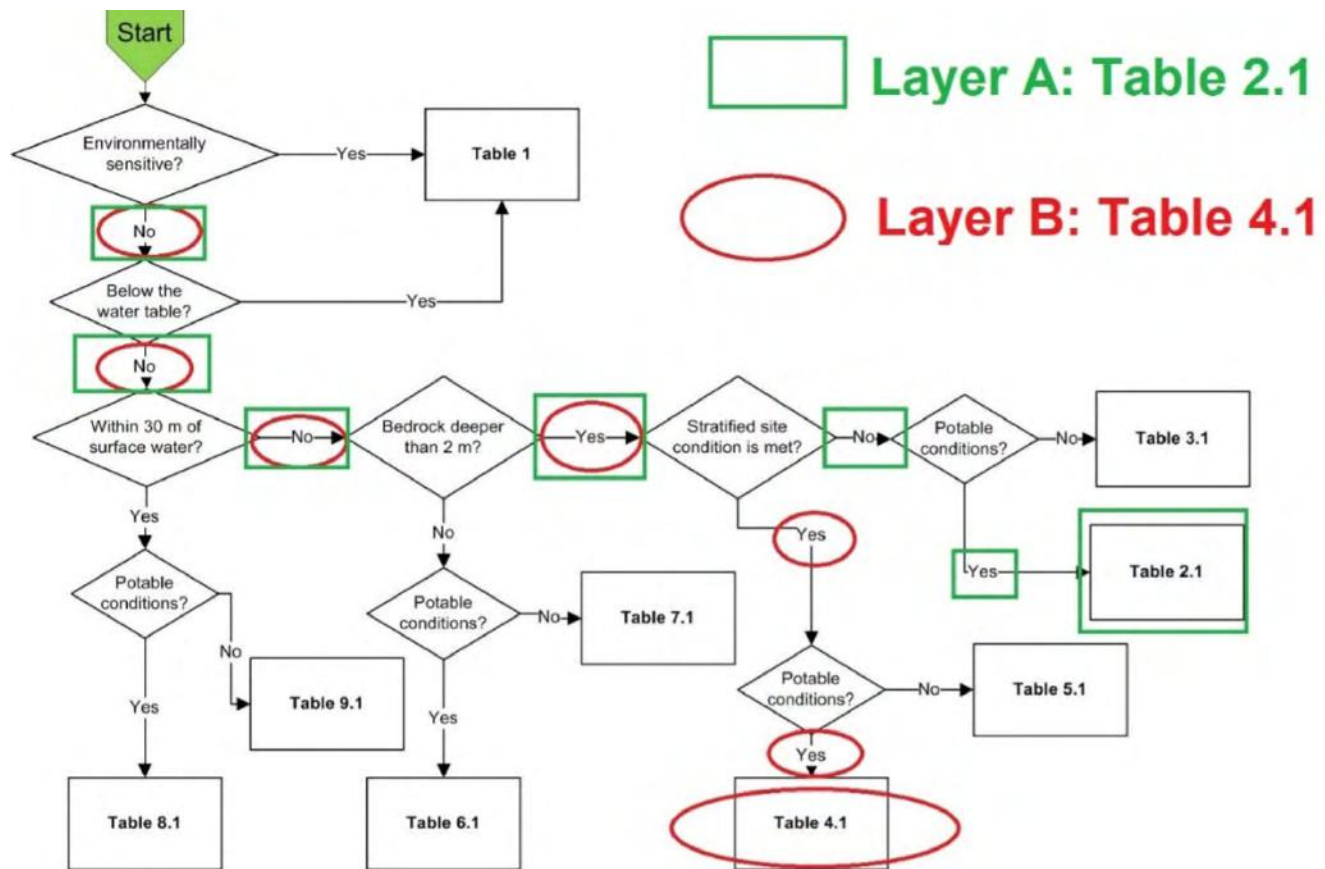 Start
Layer A: Table 2.1
Environmentally
sensitive?
Yes
Table 1
Layer B: Table 4.1
No
Below the
water table?
Yes
No
Within 30 m of
surface water?
No
Bedrock deeper
than 2 m?
Yes
Stratified site
condition is met?
No
Potable
conditions?
No
Table 3.1
Yes
No
Yes
Yes
Table 2.1
Potable
conditions?
No
Table 9.1
Yes
Table 8.1
Potable
conditions?
No
Table 7.1
Yes
Table 6.1
Potable
conditions?
No
Table 5.1
Yes
Table 4.1